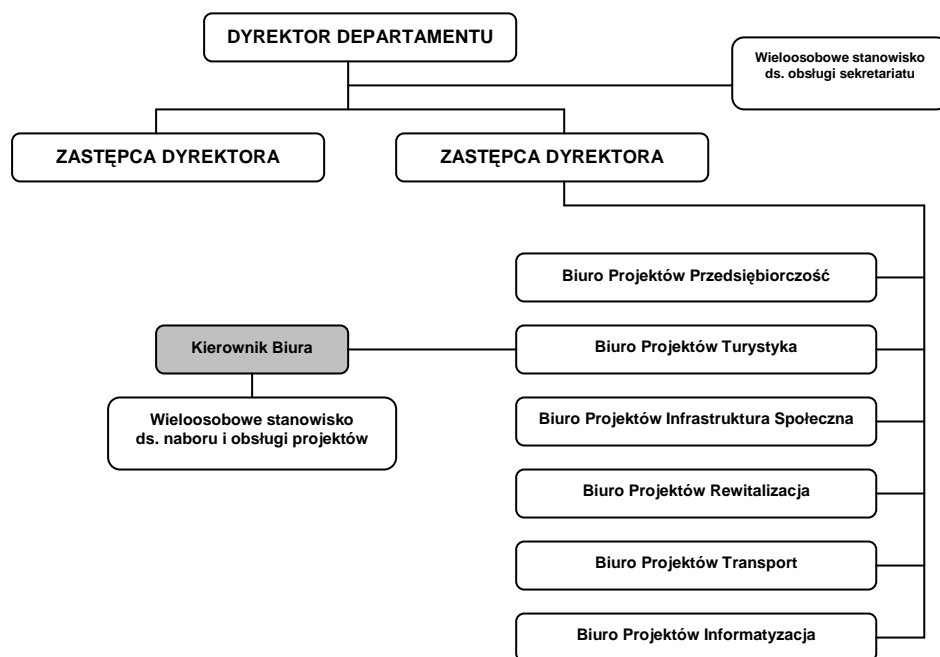 DYREKTOR DEPARTAMENTU
Wieloosobowe stanowisko
ds. obsługi sekretariatu
ZASTĘPCA DYREKTORA
ZASTĘPCA DYREKTORA
Biuro Projektów Przedsiębiorczość
Kierownik Biura
Biuro Projektów Turystyka
Wieloosobowe stanowisko
ds. naboru i obsługi projektów
Biuro Projektów Infrastruktura Społeczna
Biuro Projektów Rewitalizacja
Biuro Projektów Transport
Biuro Projektów Informatyzacja